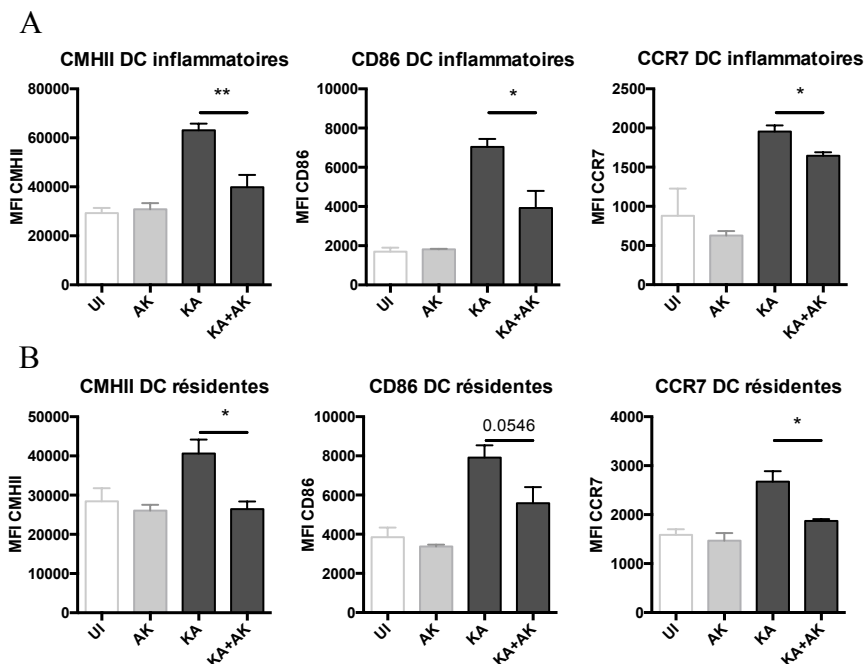 A
CMHII DC inflammatoires
MFI CMHII
80000
60000
40000
20000
0
**
UI
AK
KA
KA+AK
CD86 DC inflammatoires
MFI CD86
10000
8000
6000
4000
2000
0
*
UI
AK
KA
KA+AK
CCR7 DC inflammatoires
MFI CCR7
2500
2000
1500
1000
500
0
*
UI
AK
KA
KA+AK
B
CMHII DC résidentes
MFI CMHII
50000
40000
30000
20000
10000
0
*
UI
AK
KA
KA+AK
CD86 DC résidentes
MFI CD86
10000
8000
6000
4000
2000
0
0.0546
UI
AK
KA
KA+AK
CCR7 DC résidentes
MFI CCR7
4000
3000
2000
1000
0
*
UI
AK
KA
KA+AK